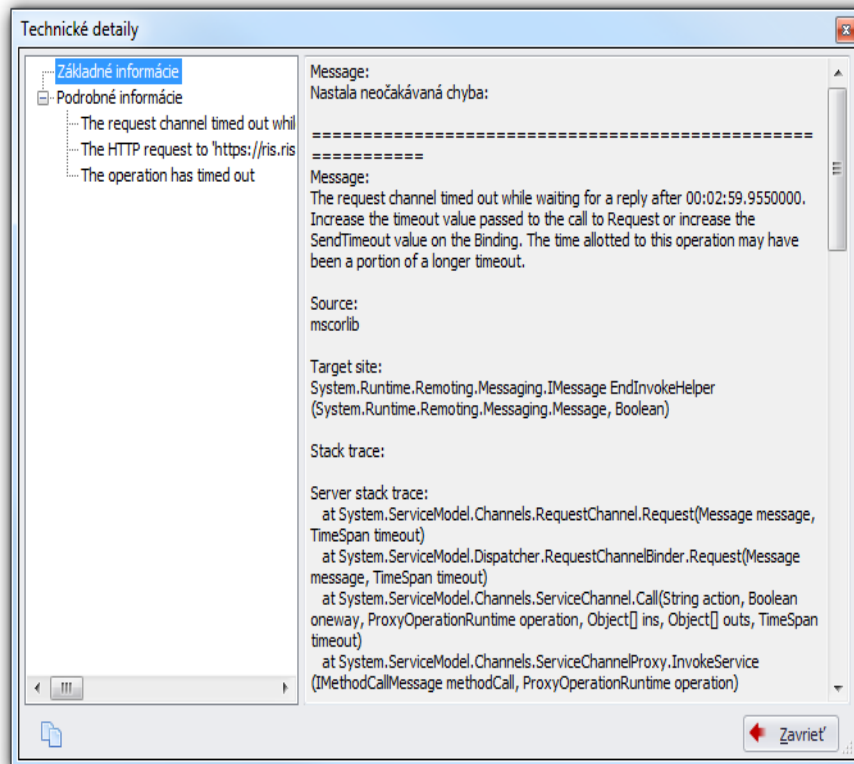 Technické detaily
Základné informácie
Podrobné informácie
The request channel timed out whil
The HTTP request to 'https://ris.ris
The operation has timed out
Message:
Nastala neočakávaná chyba:
=================================================
===========
Message:
The request channel timed out while waiting for a reply after 00:02:59.9550000.
Increase the timeout value passed to the call to Request or increase the
SendTimeout value on the Binding. The time allotted to this operation may have
been a portion of a longer timeout.
Source:
mscorlib
Target site:
System.Runtime.Remoting.Messaging.IMessage EndInvokeHelper
(System.Runtime.Remoting.Messaging.Message, Boolean)
Stack trace:
Server stack trace:
at System.ServiceModel.Channels.RequestChannel.Request(Message message,
TimeSpan timeout)
at System.ServiceModel.Dispatcher.RequestChannelBinder.Request(Message
message, TimeSpan timeout)
at System.ServiceModel.Channels.ServiceChannel.Call(String action, Boolean
oneway, ProxyOperationRuntime operation, Object[] ins, Object[] outs, TimeSpan
timeout)
at System.ServiceModel.Channels.ServiceChannelProxy.InvokeService
(IMethodCallMessage methodCall, ProxyOperationRuntime operation)
Zavrieť